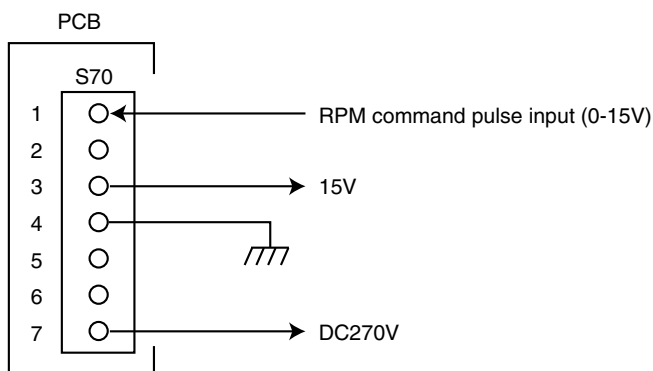 PCB
S70
1 RPM command pulse input (0-15V)
2
3 15V
4
5
6
7 DC270V